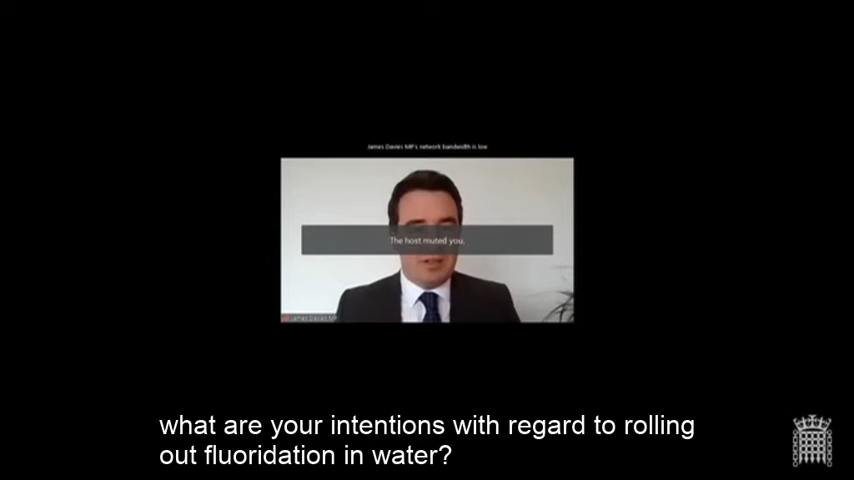 James Davies MP's network bandwidth is low
The host muted you.
James Davies MP
what are your intentions with regard to rolling
out fluoridation in water?